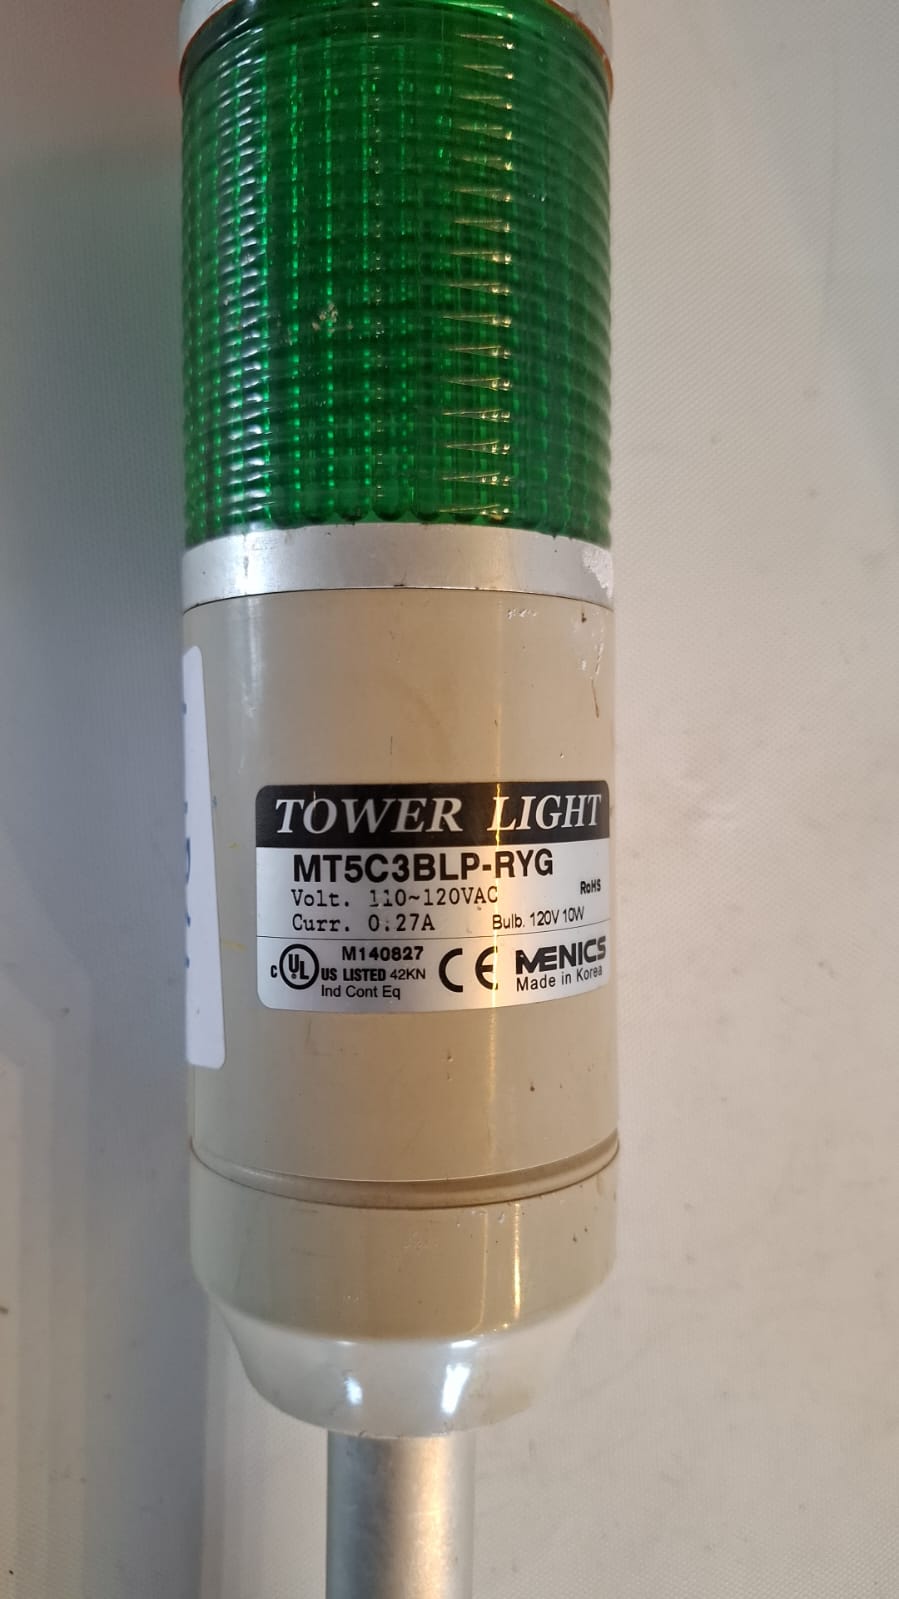 TOWER LIGHT
MT5C3BLP-RYG
Volt. 110~120VAC
RoHS
Curr. 0.27A
Bulb. 120V 10W
M140827
C UL US LISTED 42KN
Ind Cont Eq
CE
MENICS
Made in Korea